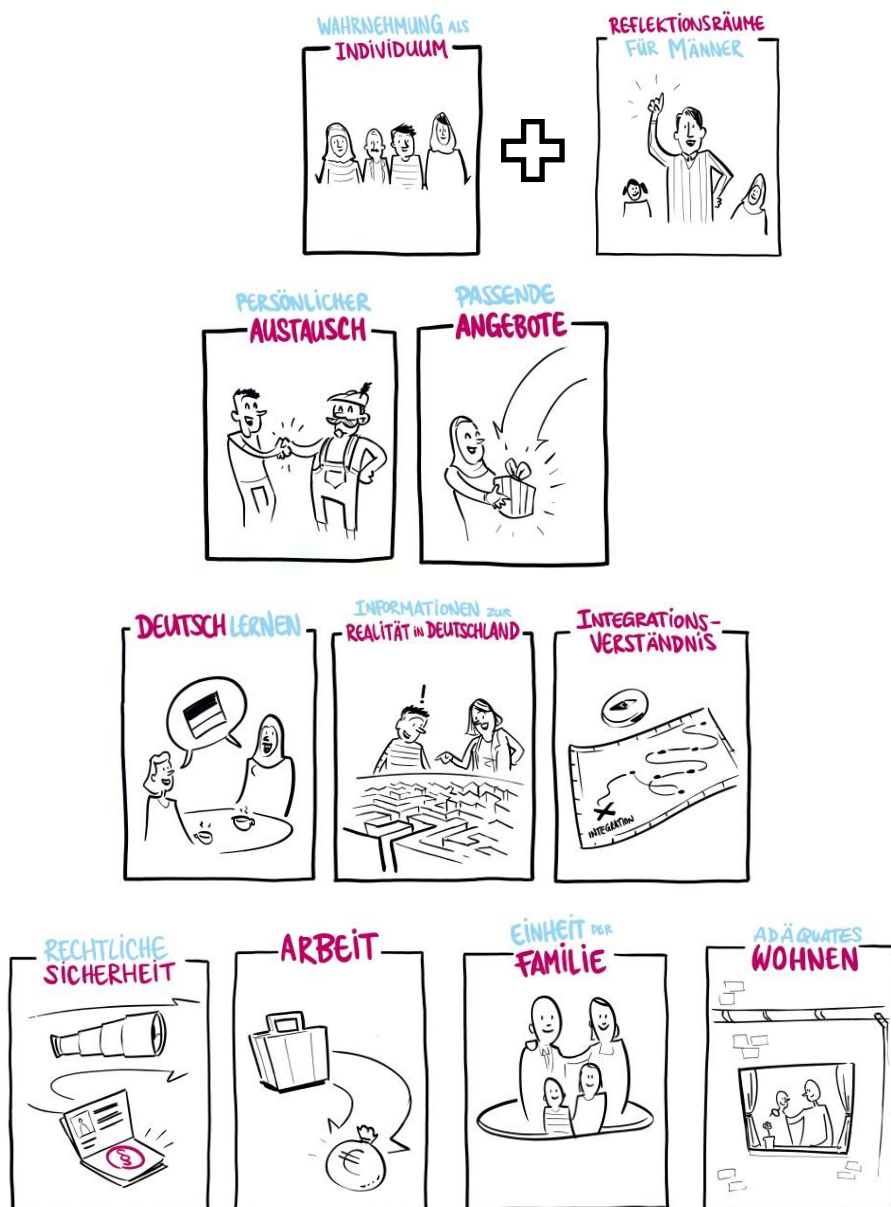 WAHRNEHMUNG ALS
INDIVIDUUM
REFLEKTIONSRÄUME
FÜR MÄNNER
PERSÖNLICHER
AUSTAUSCH
PASSENDE
ANGEBOTE
DEUTSCH LERNEN
INFORMATIONEN ZUR
REALITÄT IN DEUTSCHLAND
INTEGRATIONS-
VERSTÄNDNIS
!
INTEGRATION
RECHTLICHE
SICHERHEIT
ARBEIT
EINHEIT DER
FAMILIE
ADÄQUATES
WOHNEN
§
€